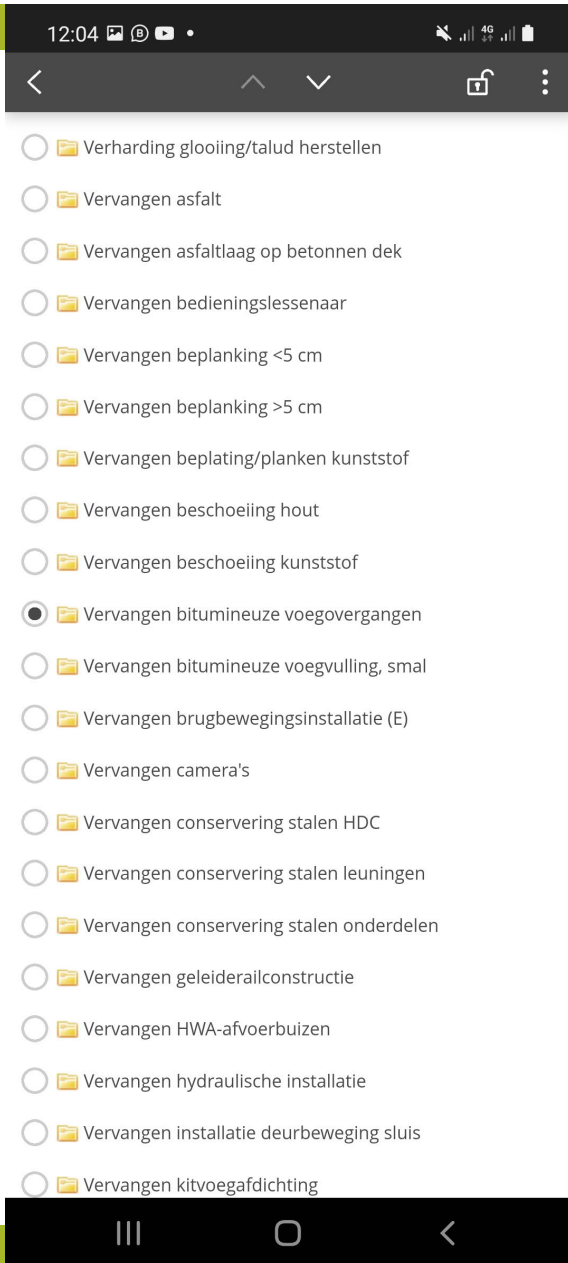 12:04
4G
Verharding glooiing/talud herstellen
Vervangen asfalt
Vervangen asfaltlaag op betonnen dek
Vervangen bedieningslessenaar
Vervangen beplanking <5 cm
Vervangen beplanking >5 cm
Vervangen beplating/planken kunststof
Vervangen beschoeiing hout
Vervangen beschoeiing kunststof
Vervangen bitumineuze voegovergangen
Vervangen bitumineuze voegvulling, smal
Vervangen brugbewegingsinstallatie (E)
Vervangen camera's
Vervangen conservering stalen HDC
Vervangen conservering stalen leuningen
Vervangen conservering stalen onderdelen
Vervangen geleiderailconstructie
Vervangen HWA-afvoerbuizen
Vervangen hydraulische installatie
Vervangen installatie deurbeweging sluis
Vervangen kitvoegafdichting